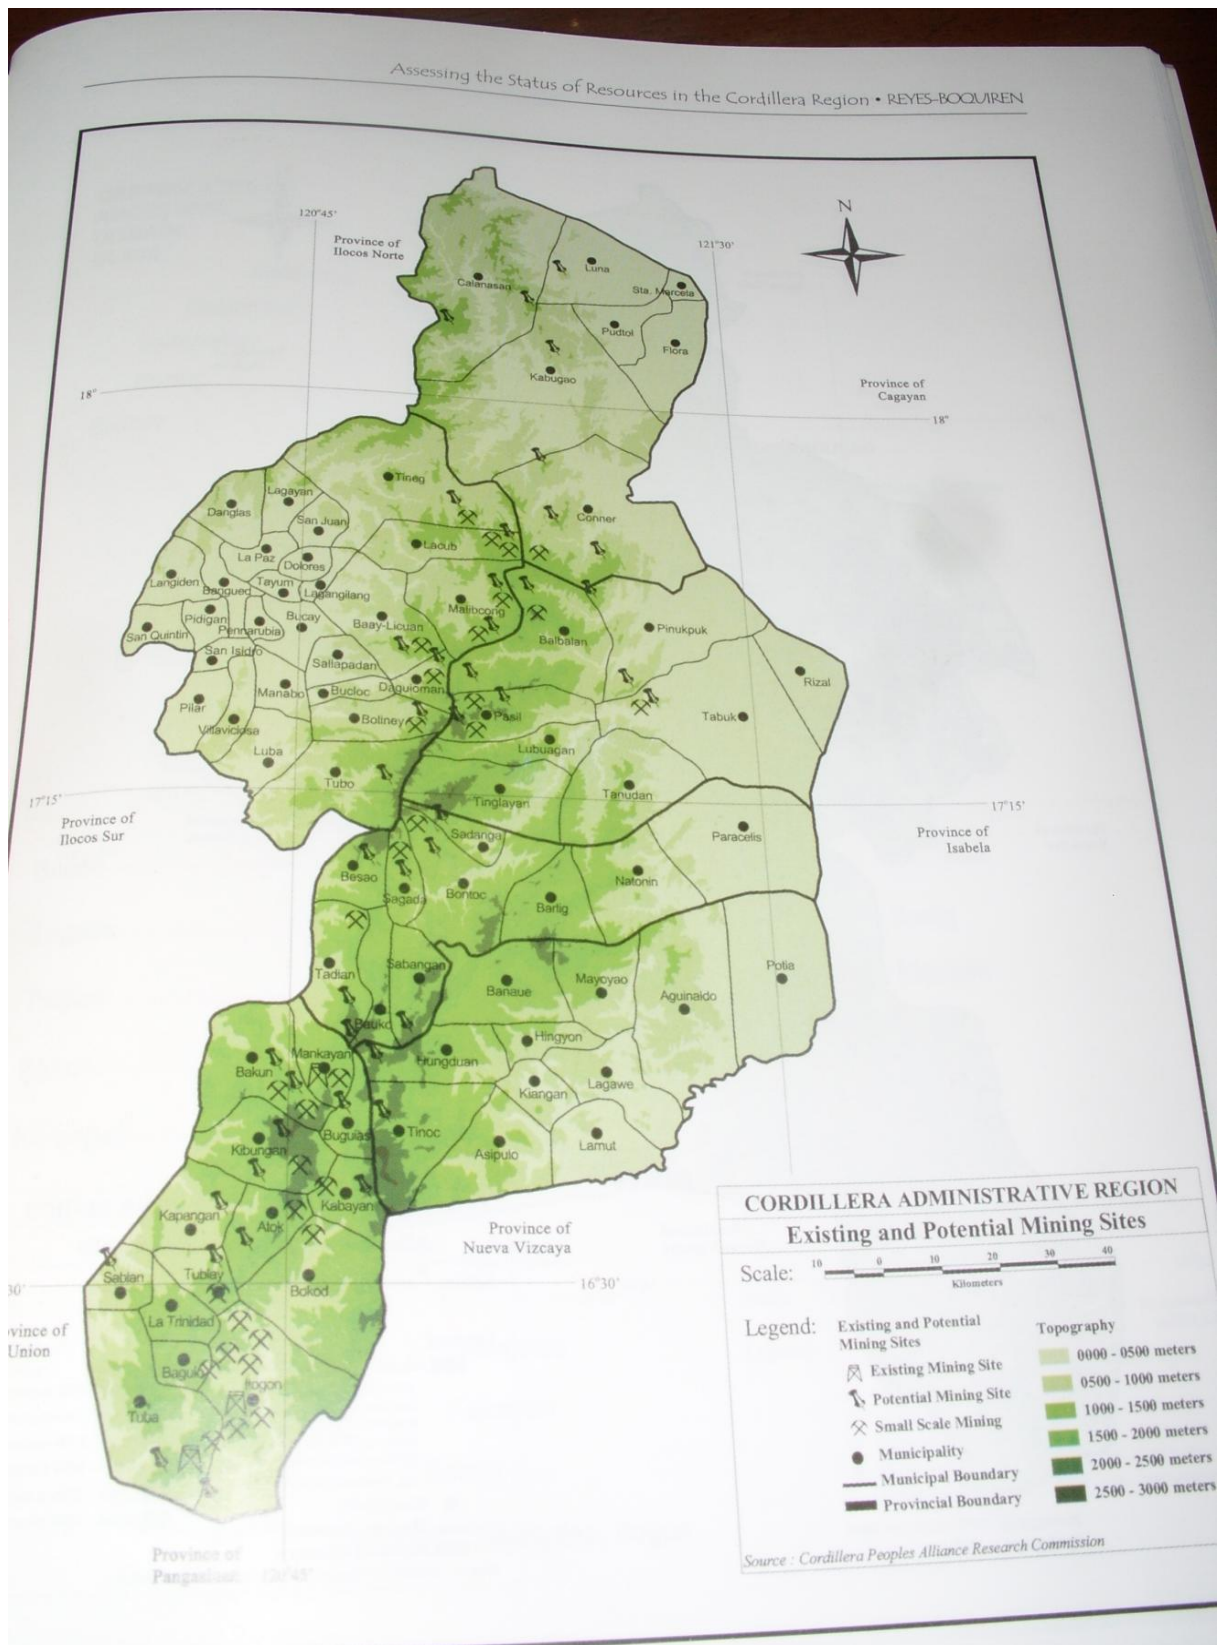 Assessing the Status of Resources in the Cordillera Region • REYES-BOQUIREN
N
120°45'
Province of
Ilocos Norte
121°30'
Luna
Calanasan
Sta. Marcela
Pudtol
Flora
Kabugao
Province of
Cagayan
18°
18°
Tineg
Lagayan
Danglas
San Juan
Conner
Lacub
La Paz
Dolores
Langiden
Bangued
Tayum
Lagangilang
Malibcong
Pidigan
Pennarubia
Bucay
Baay-Licuan
San Quintin
Balbalan
Pinukpuk
San Isidro
Sallapadan
Rizal
Manabo
Bucloc
Daguioman
Pilar
Villaviciosa
Boliney
Pasil
Tabuk
Luba
Lubuagan
Tubo
Tinglayan
Tanudan
17°15'
17°15'
Province of
Ilocos Sur
Sadanga
Paracelis
Province of
Isabela
Besao
Sagada
Bontoc
Natonin
Barlig
Tadian
Sabangan
Banaue
Mayoyao
Potia
Aguinaldo
Bauko
Hingyon
Mankayan
Bakun
Hungduan
Kiangan
Lagawe
Buguias
Tinoc
Kibungan
Asipulo
Lamut
Kabayan
Kapangan
Atok
Province of
Nueva Vizcaya
Sablan
Tublay
Bokod
30'
16°30'
La Trinidad
vince of
Union
Baguio
Itogon
Tuba
Province of
Pangasinan
120°45'
CORDILLERA ADMINISTRATIVE REGION
Existing and Potential Mining Sites
Scale:
10 0 10 20 30 40
Kilometers
Legend:
Existing and Potential
Mining Sites
Existing Mining Site
Potential Mining Site
Small Scale Mining
Municipality
Municipal Boundary
Provincial Boundary
Topography
0000 - 0500 meters
0500 - 1000 meters
1000 - 1500 meters
1500 - 2000 meters
2000 - 2500 meters
2500 - 3000 meters
Source : Cordillera Peoples Alliance Research Commission